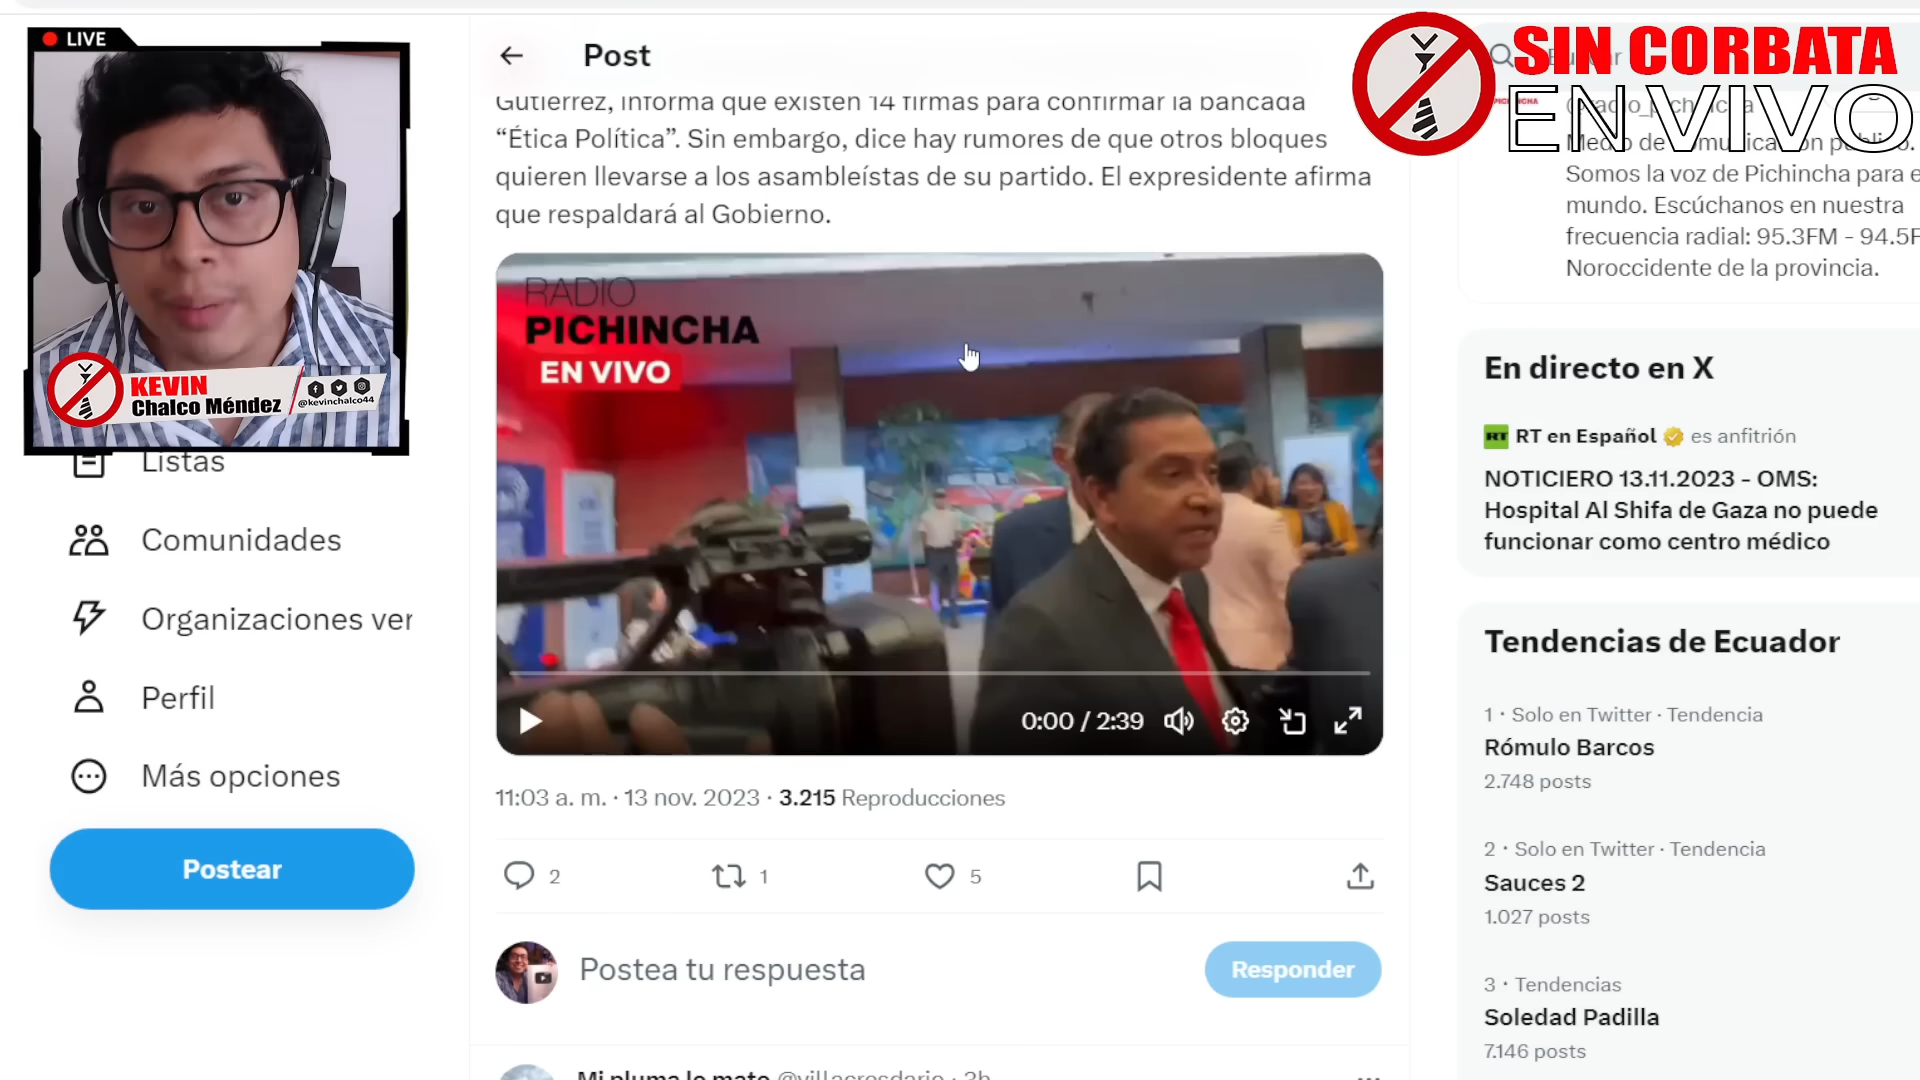 LIVE
KEVIN
Chalco Méndez
@kevinchalco44
Listas
Comunidades
Organizaciones ver
Perfil
Más opciones
Postear
Post
Gutiérrez, informa que existen 14 firmas para confirmar la bancada
“Ética Política”. Sin embargo, dice hay rumores de que otros bloques
quieren llevarse a los asambleístas de su partido. El expresidente afirma
que respaldará al Gobierno.
RADIO
PICHINCHA
EN VIVO
0:00 / 2:39
11:03 a. m. · 13 nov. 2023 · 3.215 Reproducciones
2
1
5
Postea tu respuesta
Responder
Mi pluma lo mato @villacresdario · 3h
SIN CORBATA
EN VIVO
Somos la voz de Pichincha para e
mundo. Escúchanos en nuestra
frecuencia radial: 95.3FM - 94.5F
Noroccidente de la provincia.
En directo en X
RT RT en Español es anfitrión
NOTICIERO 13.11.2023 - OMS:
Hospital Al Shifa de Gaza no puede
funcionar como centro médico
Tendencias de Ecuador
1 · Solo en Twitter · Tendencia
Rómulo Barcos
2.748 posts
2 · Solo en Twitter · Tendencia
Sauces 2
1.027 posts
3 · Tendencias
Soledad Padilla
7.146 posts